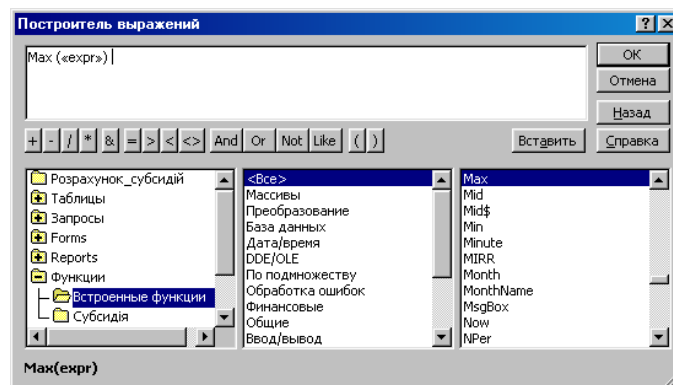 Построитель выражений
Max («expr»)
OK
Отмена
Назад
+ - / * & = > < <> And Or Not Like ( ) Вставить Справка
Розрахунок_субсидій
Таблицы
Запросы
Forms
Reports
Функции
Встроенные функции
Субсидія
<Все>
Массивы
Преобразование
База данных
Дата/время
DDE/OLE
По подмножеству
Обработка ошибок
Финансовые
Общие
Ввод/вывод
Max
Mid
Mid$
Min
Minute
MIRR
Month
MonthName
MsgBox
Now
NPer
Max(expr)